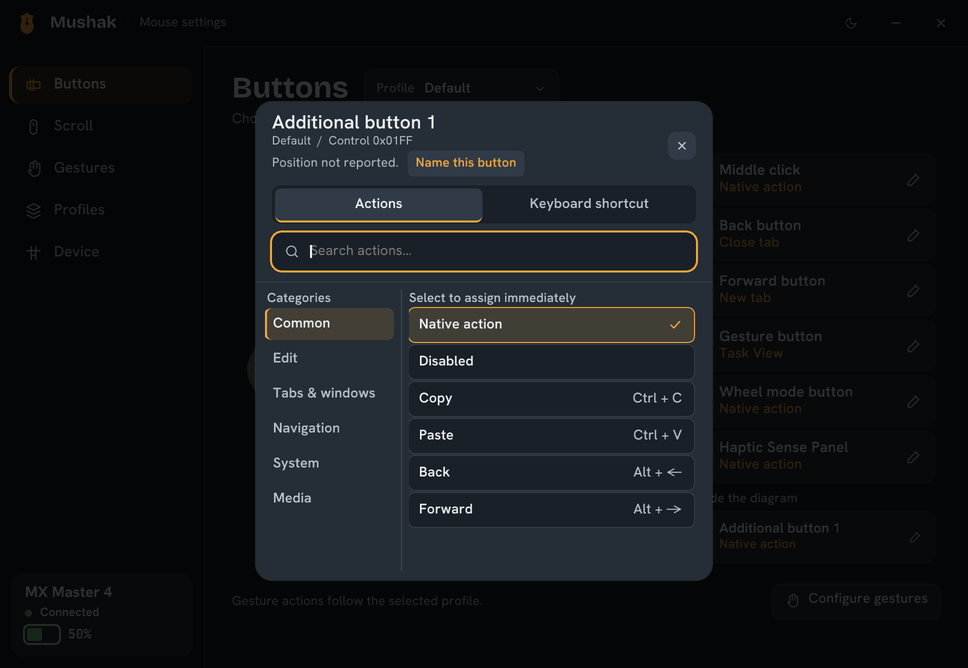 Mushak
Mouse settings
Buttons
Scroll
Gestures
Profiles
Device
MX Master 4
Connected
50%
Buttons
Profile Default
Additional button 1
Default / Control 0x01FF
Position not reported. Name this button
Actions
Keyboard shortcut
Search actions...
Categories
Common
Edit
Tabs & windows
Navigation
System
Media
Select to assign immediately
Native action
Disabled
Copy Ctrl + C
Paste Ctrl + V
Back Alt + ←
Forward Alt + →
Middle click
Native action
Back button
Close tab
Forward button
New tab
Gesture button
Task View
Wheel mode button
Native action
Haptic Sense Panel
Native action
the diagram
Additional button 1
Native action
Gesture actions follow the selected profile.
Configure gestures